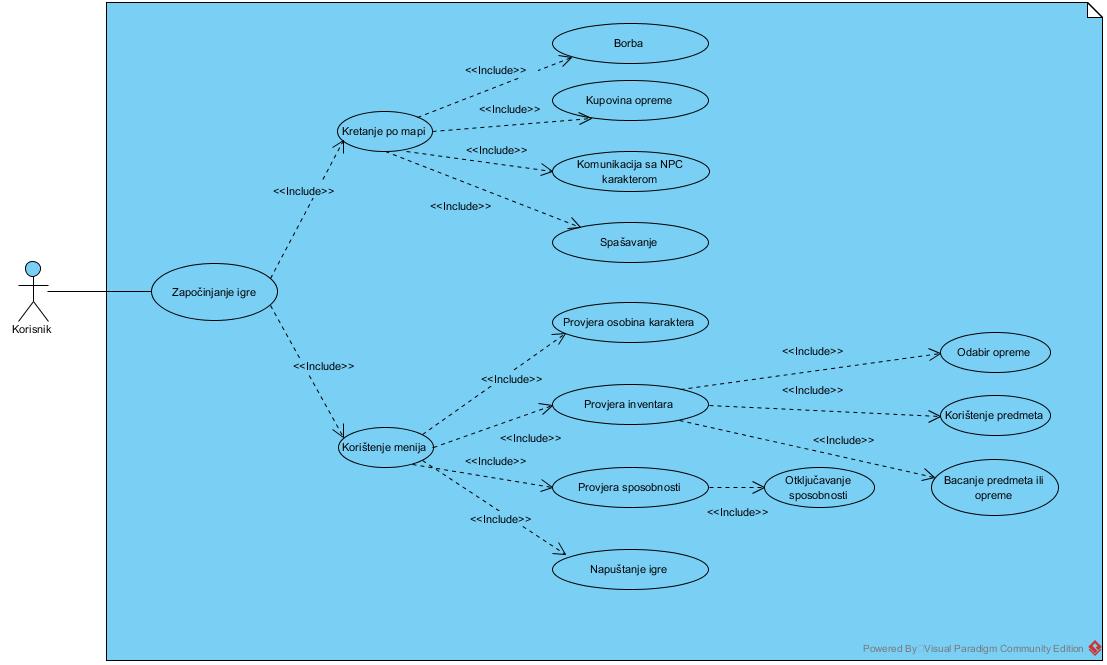 Borba
<<Include>>
Kupovina opreme
<<Include>>
Kretanje po mapi
<<Include>>
Komunikacija sa NPC
karakterom
<<Include>>
<<Include>>
Spašavanje
Započinjanje igre
Korisnik
Provjera osobina karaktera
<<Include>>
Odabir opreme
<<Include>>
<<Include>>
<<Include>>
Provjera inventara
Korištenje predmeta
<<Include>>
<<Include>>
Korištenje menija
<<Include>>
Provjera sposobnosti
Otključavanje
sposobnosti
Bacanje predmeta ili
opreme
<<Include>>
<<Include>>
Napuštanje igre
Powered By Visual Paradigm Community Edition